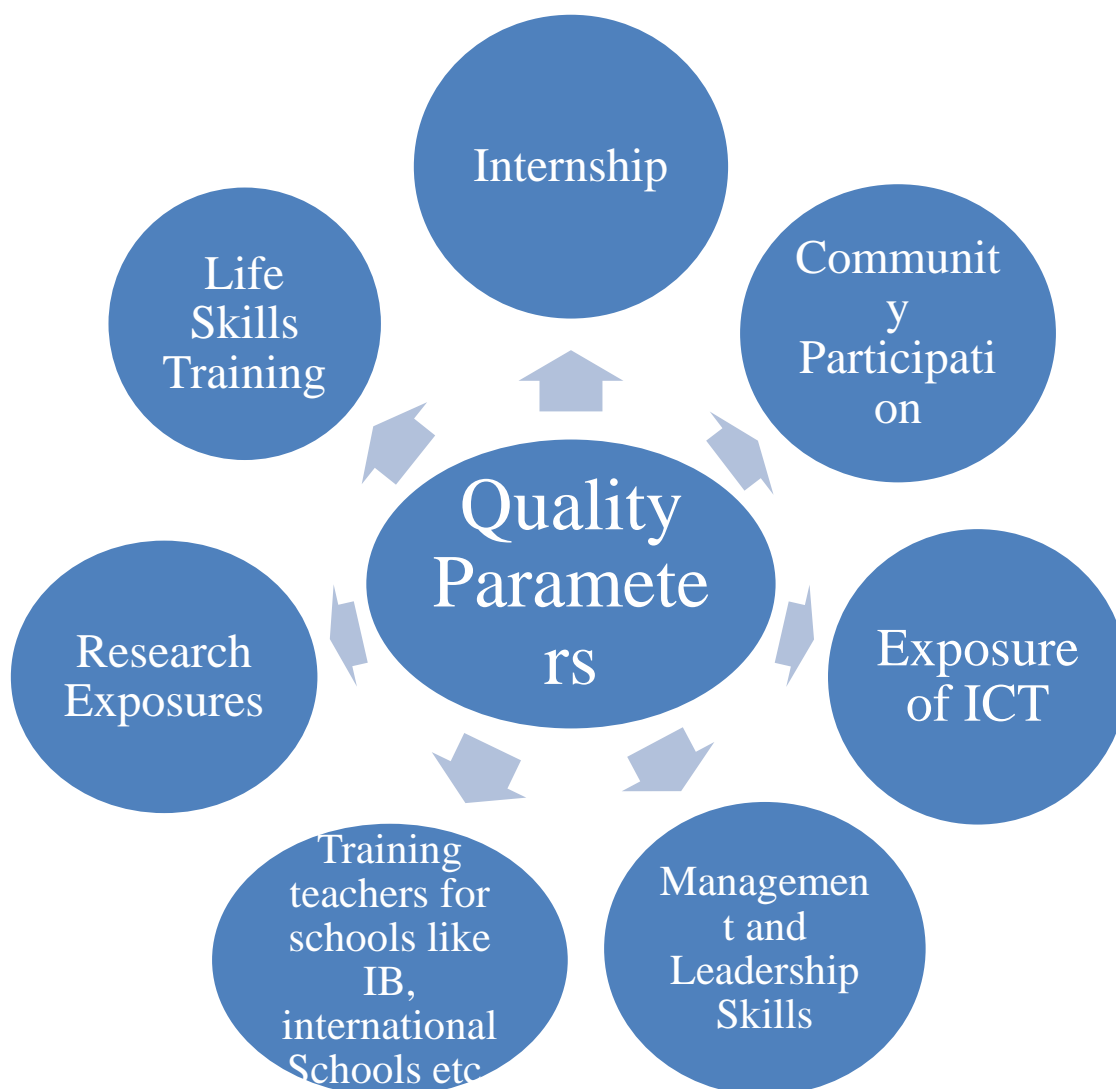 Internship
Communit
y
Participati
on
Exposure
of ICT
Managemen
t and
Leadership
Skills
Training
teachers for
schools like
IB,
international
Schools etc.
Research
Exposures
Life
Skills
Training
Quality
Paramete
rs